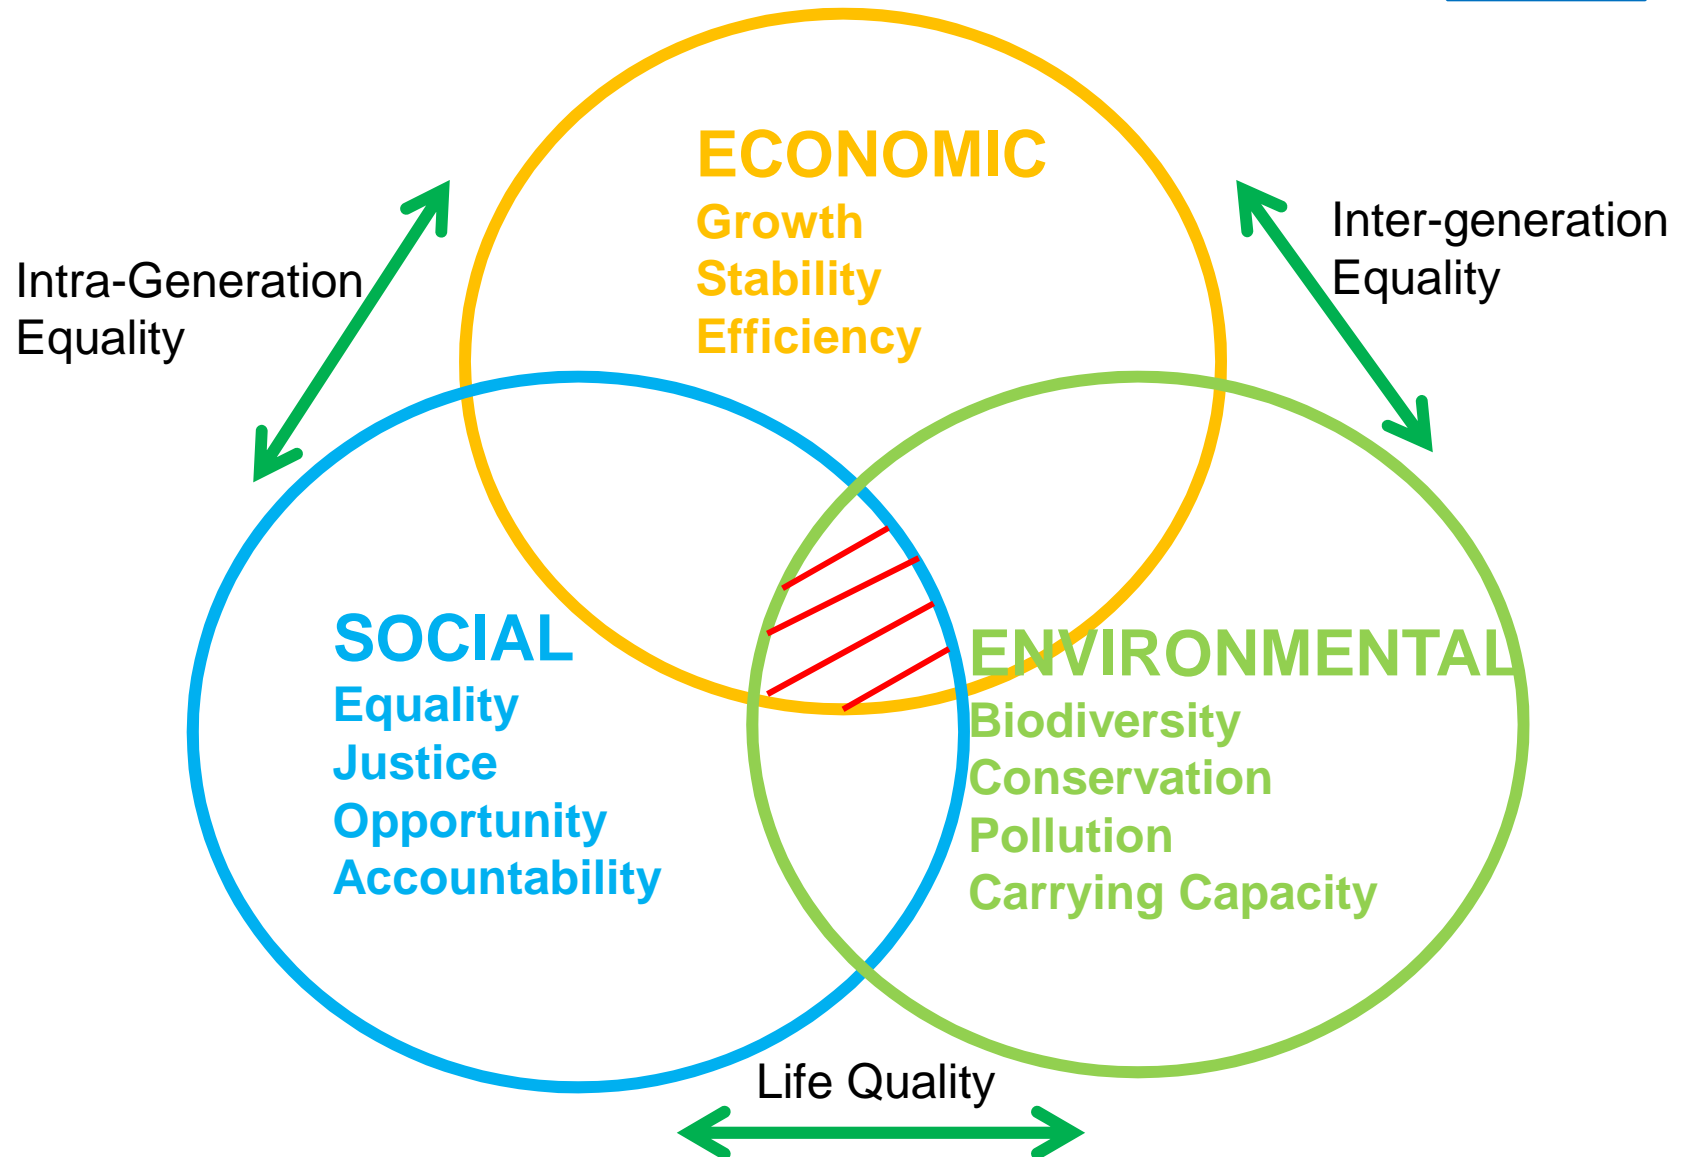 ECONOMIC
Growth
Stability
Efficiency
Intra-Generation
Equality
Inter-generation
Equality
SOCIAL
Equality
Justice
Opportunity
Accountability
ENVIRONMENTAL
Biodiversity
Conservation
Pollution
Carrying Capacity
Life Quality